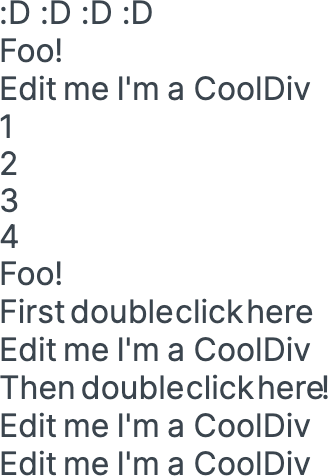 :D :D :D :D
Foo!
Edit me I'm a CoolDiv
1
2
3
4
Foo!
First doubleclick here
Edit me I'm a CoolDiv
Then doubleclick here!
Edit me I'm a CoolDiv
Edit me I'm a CoolDiv